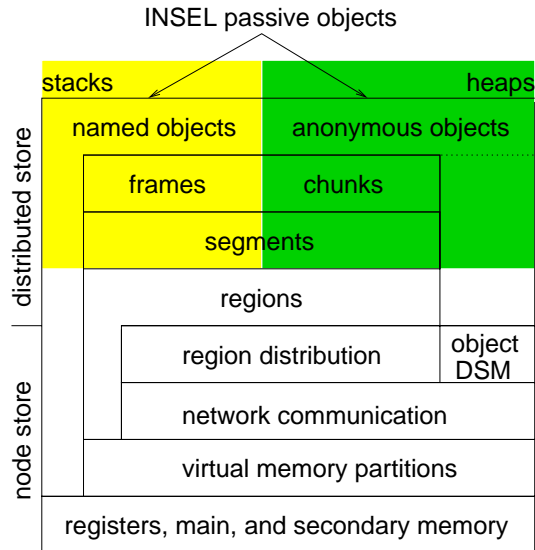 INSEL passive objects
stacks
heaps
named objects
anonymous objects
frames
chunks
segments
regions
region distribution
object
DSM
network communication
virtual memory partitions
registers, main, and secondary memory
distributed store
node store